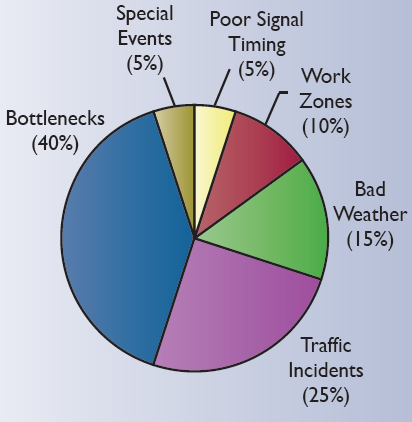 Special
Events
(5%)
Poor Signal
Timing
(5%)
Work
Zones
(10%)
Bottlenecks
(40%)
Bad
Weather
(15%)
Traffic
Incidents
(25%)